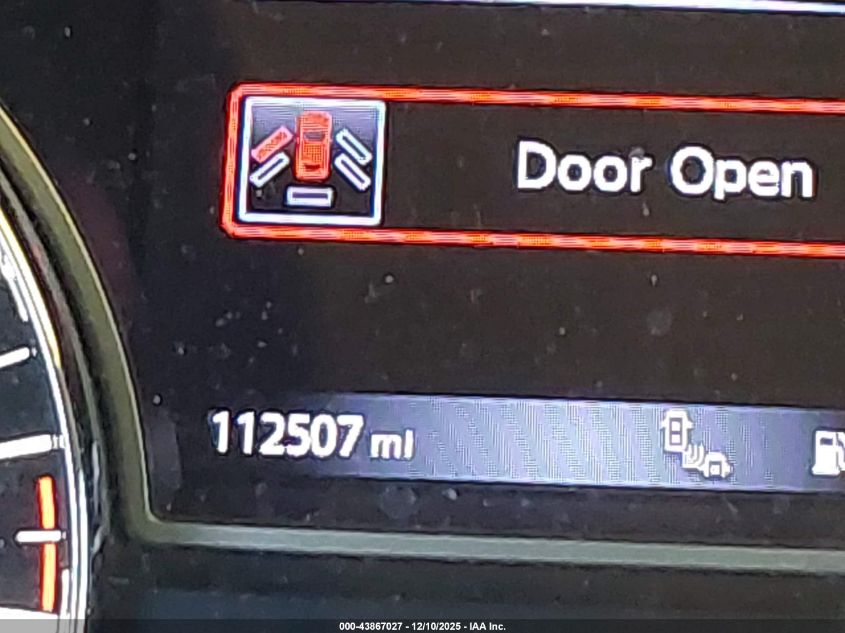 Door Open
112507 mi
000-43867027 - 12/10/2025 - IAA Inc.